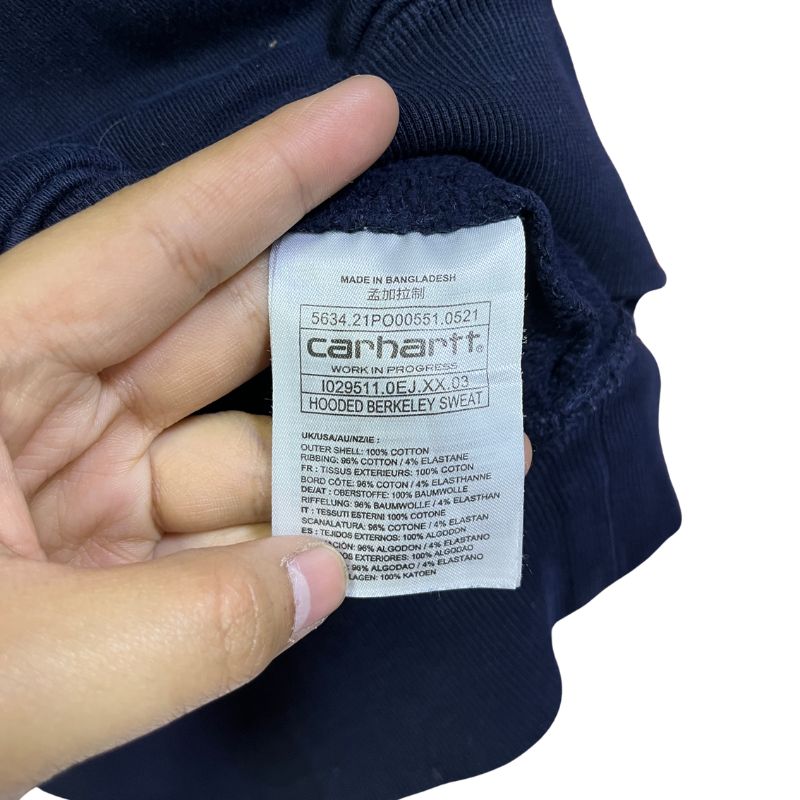 MADE IN BANGLADESH
孟加拉制
5634.21PO00551.0521
carhartt®
WORK IN PROGRESS
I029511.0EJ.XX.03
HOODED BERKELEY SWEAT
UK/USA/AU/NZ/IE :
OUTER SHELL: 100% COTTON
RIBBING: 96% COTTON / 4% ELASTANE
FR : TISSUS EXTERIEURS: 100% COTON
BORD CÔTE: 96% COTON / 4% ELASTHANNE
DE/AT : OBERSTOFFE: 100% BAUMWOLLE
RIFFELUNG: 96% BAUMWOLLE / 4% ELASTHAN
IT : TESSUTI ESTERNI 100% COTONE
SCANALATURA: 96% COTONE / 4% ELASTAN
ES : TEJIDOS EXTERNOS: 100% ALGODON
96% ALGODON / 4% ELASTANO
EXTERIORES: 100% ALGODAO
96% ALGODAO / 4% ELASTANO
100% KATOEN